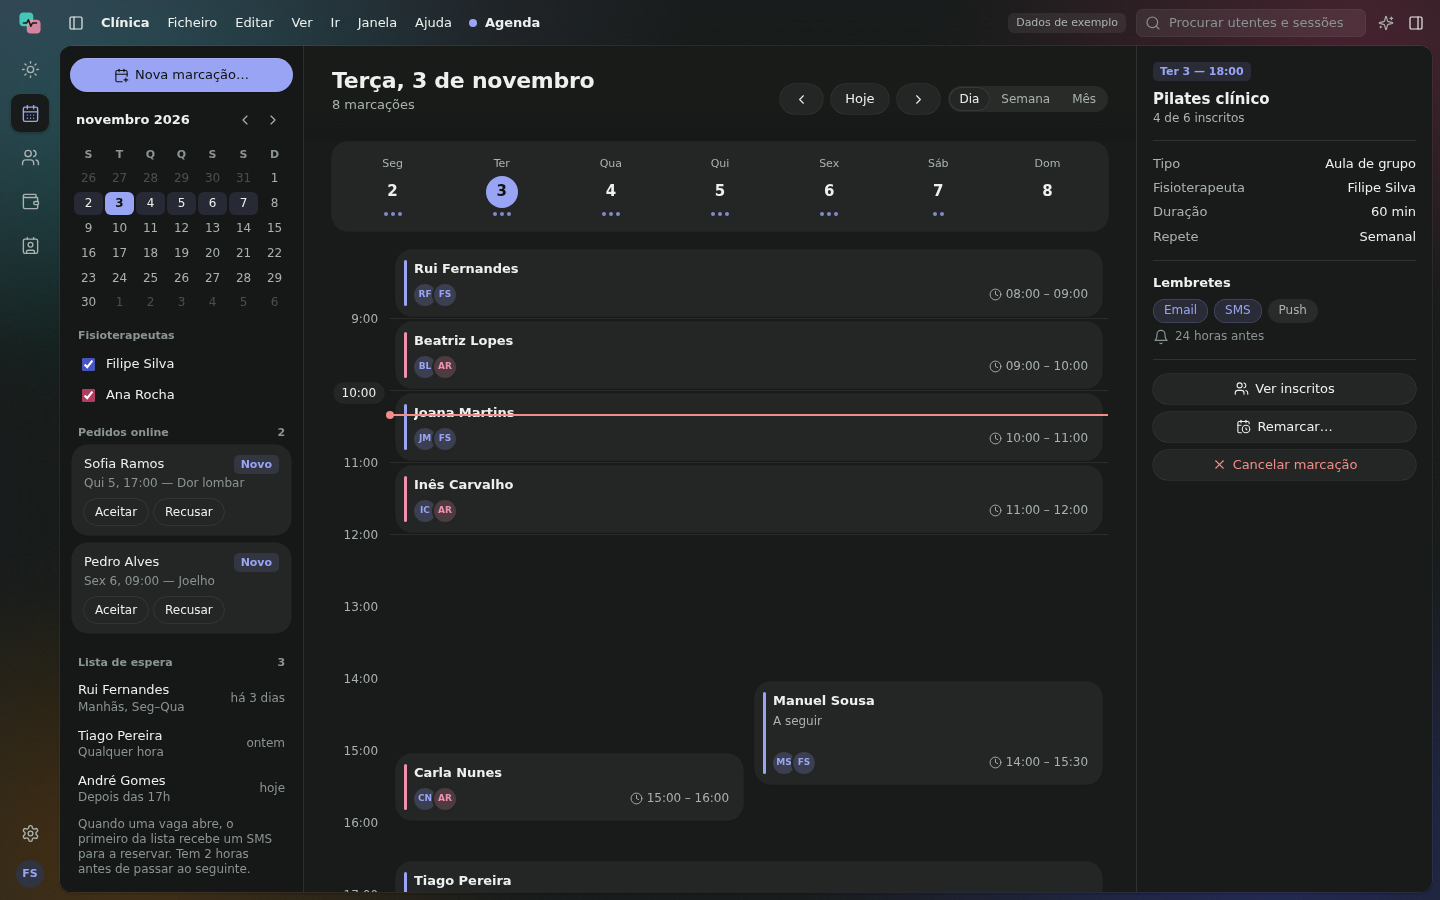 Clínica Ficheiro Editar Ver Ir Janela Ajuda Agenda
Dados de exemplo
Procurar utentes e sessões
Nova marcação…
novembro 2026
S T Q Q S S D
26 27 28 29 30 31 1
2 3 4 5 6 7 8
9 10 11 12 13 14 15
16 17 18 19 20 21 22
23 24 25 26 27 28 29
30 1 2 3 4 5 6
Fisioterapeutas
Filipe Silva
Ana Rocha
Pedidos online 2
Sofia Ramos Novo
Qui 5, 17:00 — Dor lombar
Aceitar Recusar
Pedro Alves Novo
Sex 6, 09:00 — Joelho
Aceitar Recusar
Lista de espera 3
Rui Fernandes
Manhãs, Seg–Qua
há 3 dias
Tiago Pereira
Qualquer hora
ontem
André Gomes
Depois das 17h
hoje
Quando uma vaga abre, o
primeiro da lista recebe um SMS
para a reservar. Tem 2 horas
antes de passar ao seguinte.
FS
Terça, 3 de novembro
8 marcações
Hoje
Dia Semana Mês
Seg Ter Qua Qui Sex Sáb Dom
2 3 4 5 6 7 8
Rui Fernandes
RF FS 08:00 – 09:00
9:00
Beatriz Lopes
BL AR 09:00 – 10:00
10:00
Joana Martins
JM FS 10:00 – 11:00
11:00
Inês Carvalho
IC AR 11:00 – 12:00
12:00
13:00
14:00
Manuel Sousa
A seguir
MS FS 14:00 – 15:30
15:00
Carla Nunes
CN AR 15:00 – 16:00
16:00
Tiago Pereira
17:00
Ter 3 — 18:00
Pilates clínico
4 de 6 inscritos
Tipo Aula de grupo
Fisioterapeuta Filipe Silva
Duração 60 min
Repete Semanal
Lembretes
Email SMS Push
24 horas antes
Ver inscritos
Remarcar…
Cancelar marcação